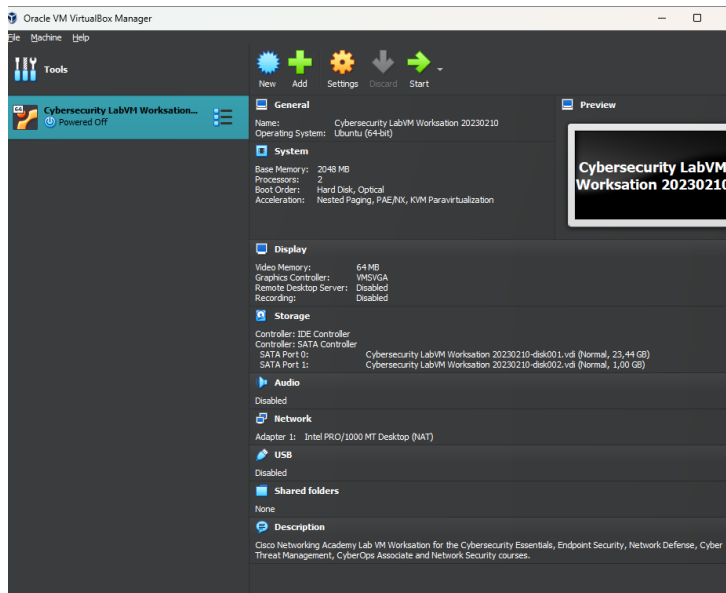 Oracle VM VirtualBox Manager
File Machine Help
Tools
New Add Settings Discard Start
64
Cybersecurity LabVM Worksation...
Powered Off
General
Name: Cybersecurity LabVM Worksation 20230210
Operating System: Ubuntu (64-bit)
Preview
Cybersecurity LabVM
Worksation 20230210
System
Base Memory: 2048 MB
Processors: 2
Boot Order: Hard Disk, Optical
Acceleration: Nested Paging, PAE/NX, KVM Paravirtualization
Display
Video Memory: 64 MB
Graphics Controller: VMSVGA
Remote Desktop Server: Disabled
Recording: Disabled
Storage
Controller: IDE Controller
Controller: SATA Controller
SATA Port 0: Cybersecurity LabVM Worksation 20230210-disk001.vdi (Normal, 23,44 GB)
SATA Port 1: Cybersecurity LabVM Worksation 20230210-disk002.vdi (Normal, 1,00 GB)
Audio
Disabled
Network
Adapter 1: Intel PRO/1000 MT Desktop (NAT)
USB
Disabled
Shared folders
None
Description
Cisco Networking Academy Lab VM Worksation for the Cybersecurity Essentials, Endpoint Security, Network Defense, Cyber
Threat Management, CyberOps Associate and Network Security courses.